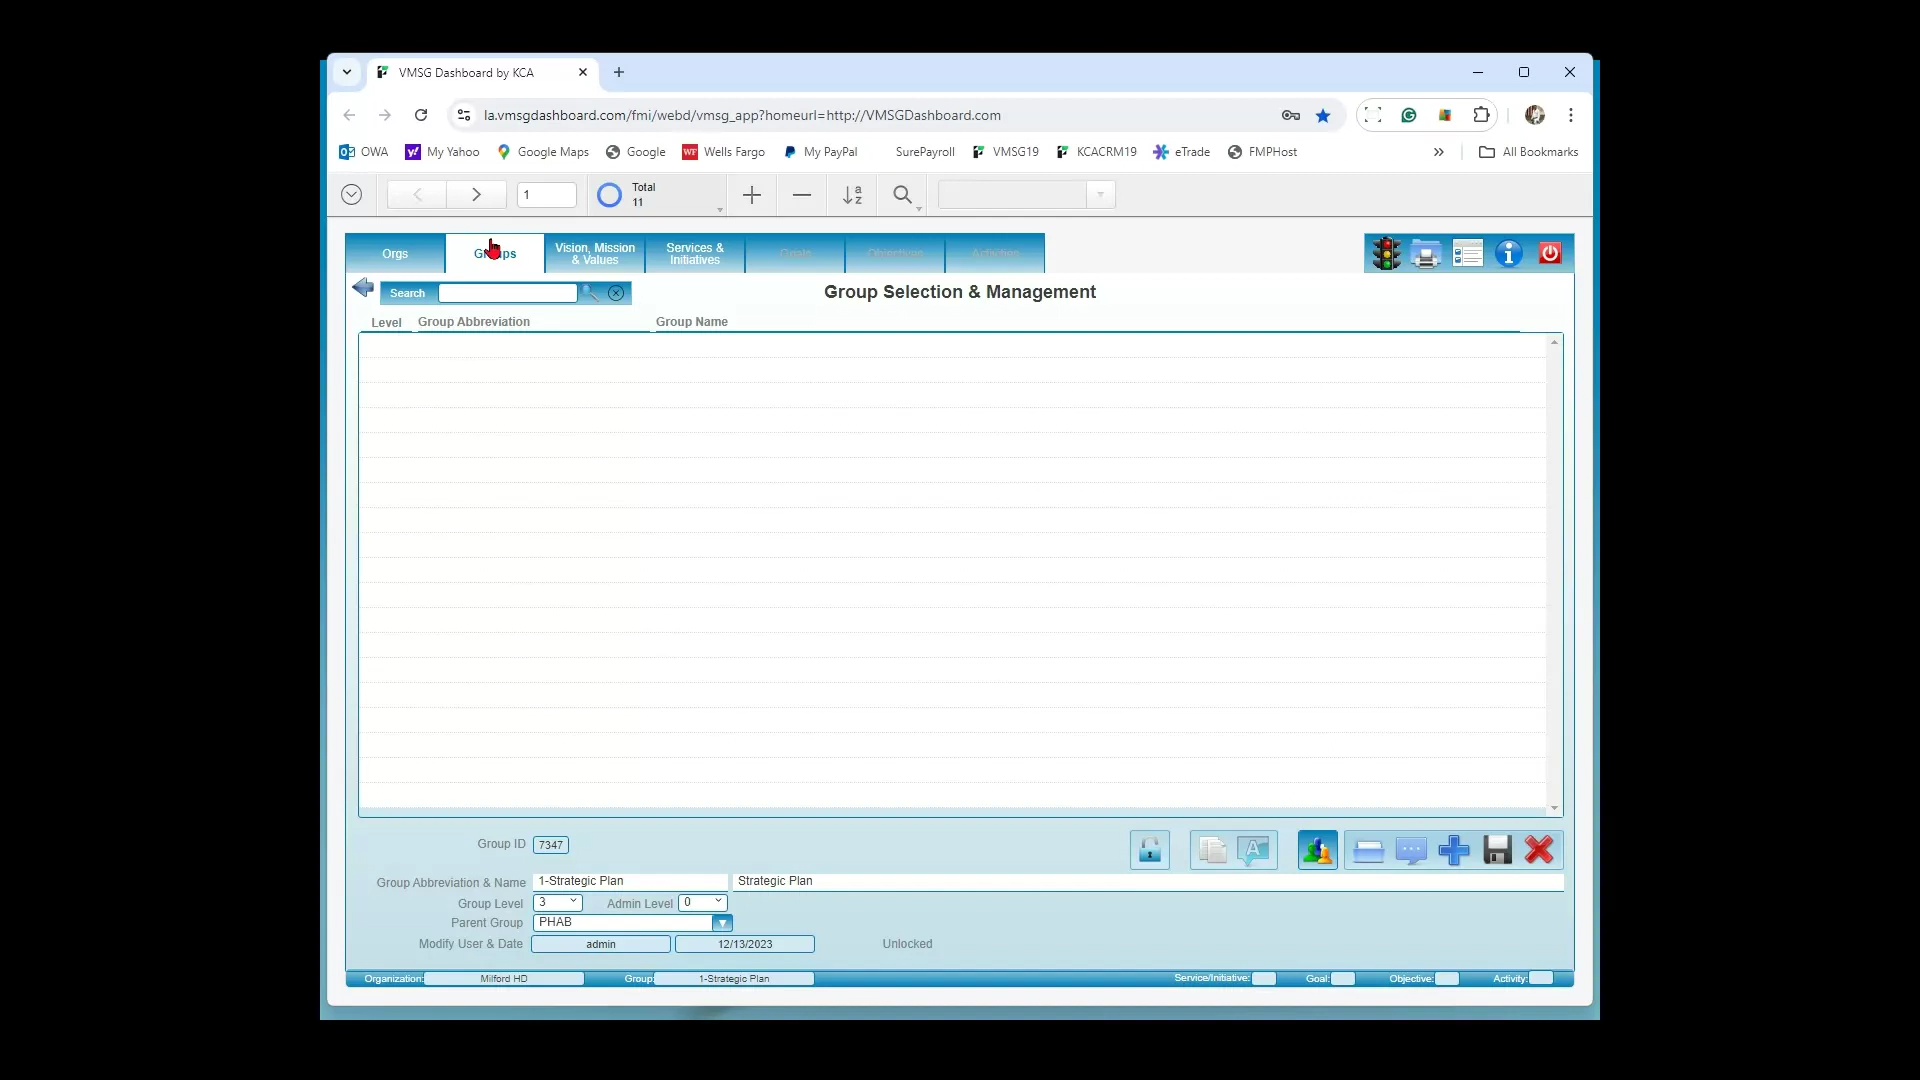 VMSG Dashboard by KCA
la.vmsgdashboard.com/fmi/webd/vmsg_app?homeurl=http://VMSGDashboard.com
OWA My Yahoo Google Maps Google Wells Fargo My PayPal SurePayroll VMSG19 KCACRM19 eTrade FMPHost » All Bookmarks
1 Total
11
Orgs Groups Vision, Mission & Values Services & Initiatives Goals Objectives Activities
Search Group Selection & Management
Level Group Abbreviation Group Name
Group ID 7347
Group Abbreviation & Name 1-Strategic Plan Strategic Plan
Group Level 3 Admin Level 0
Parent Group PHAB
Modify User & Date admin 12/13/2023 Unlocked
Organization: Milford HD Group: 1-Strategic Plan Service/Initiative: Goal: Objective: Activity: